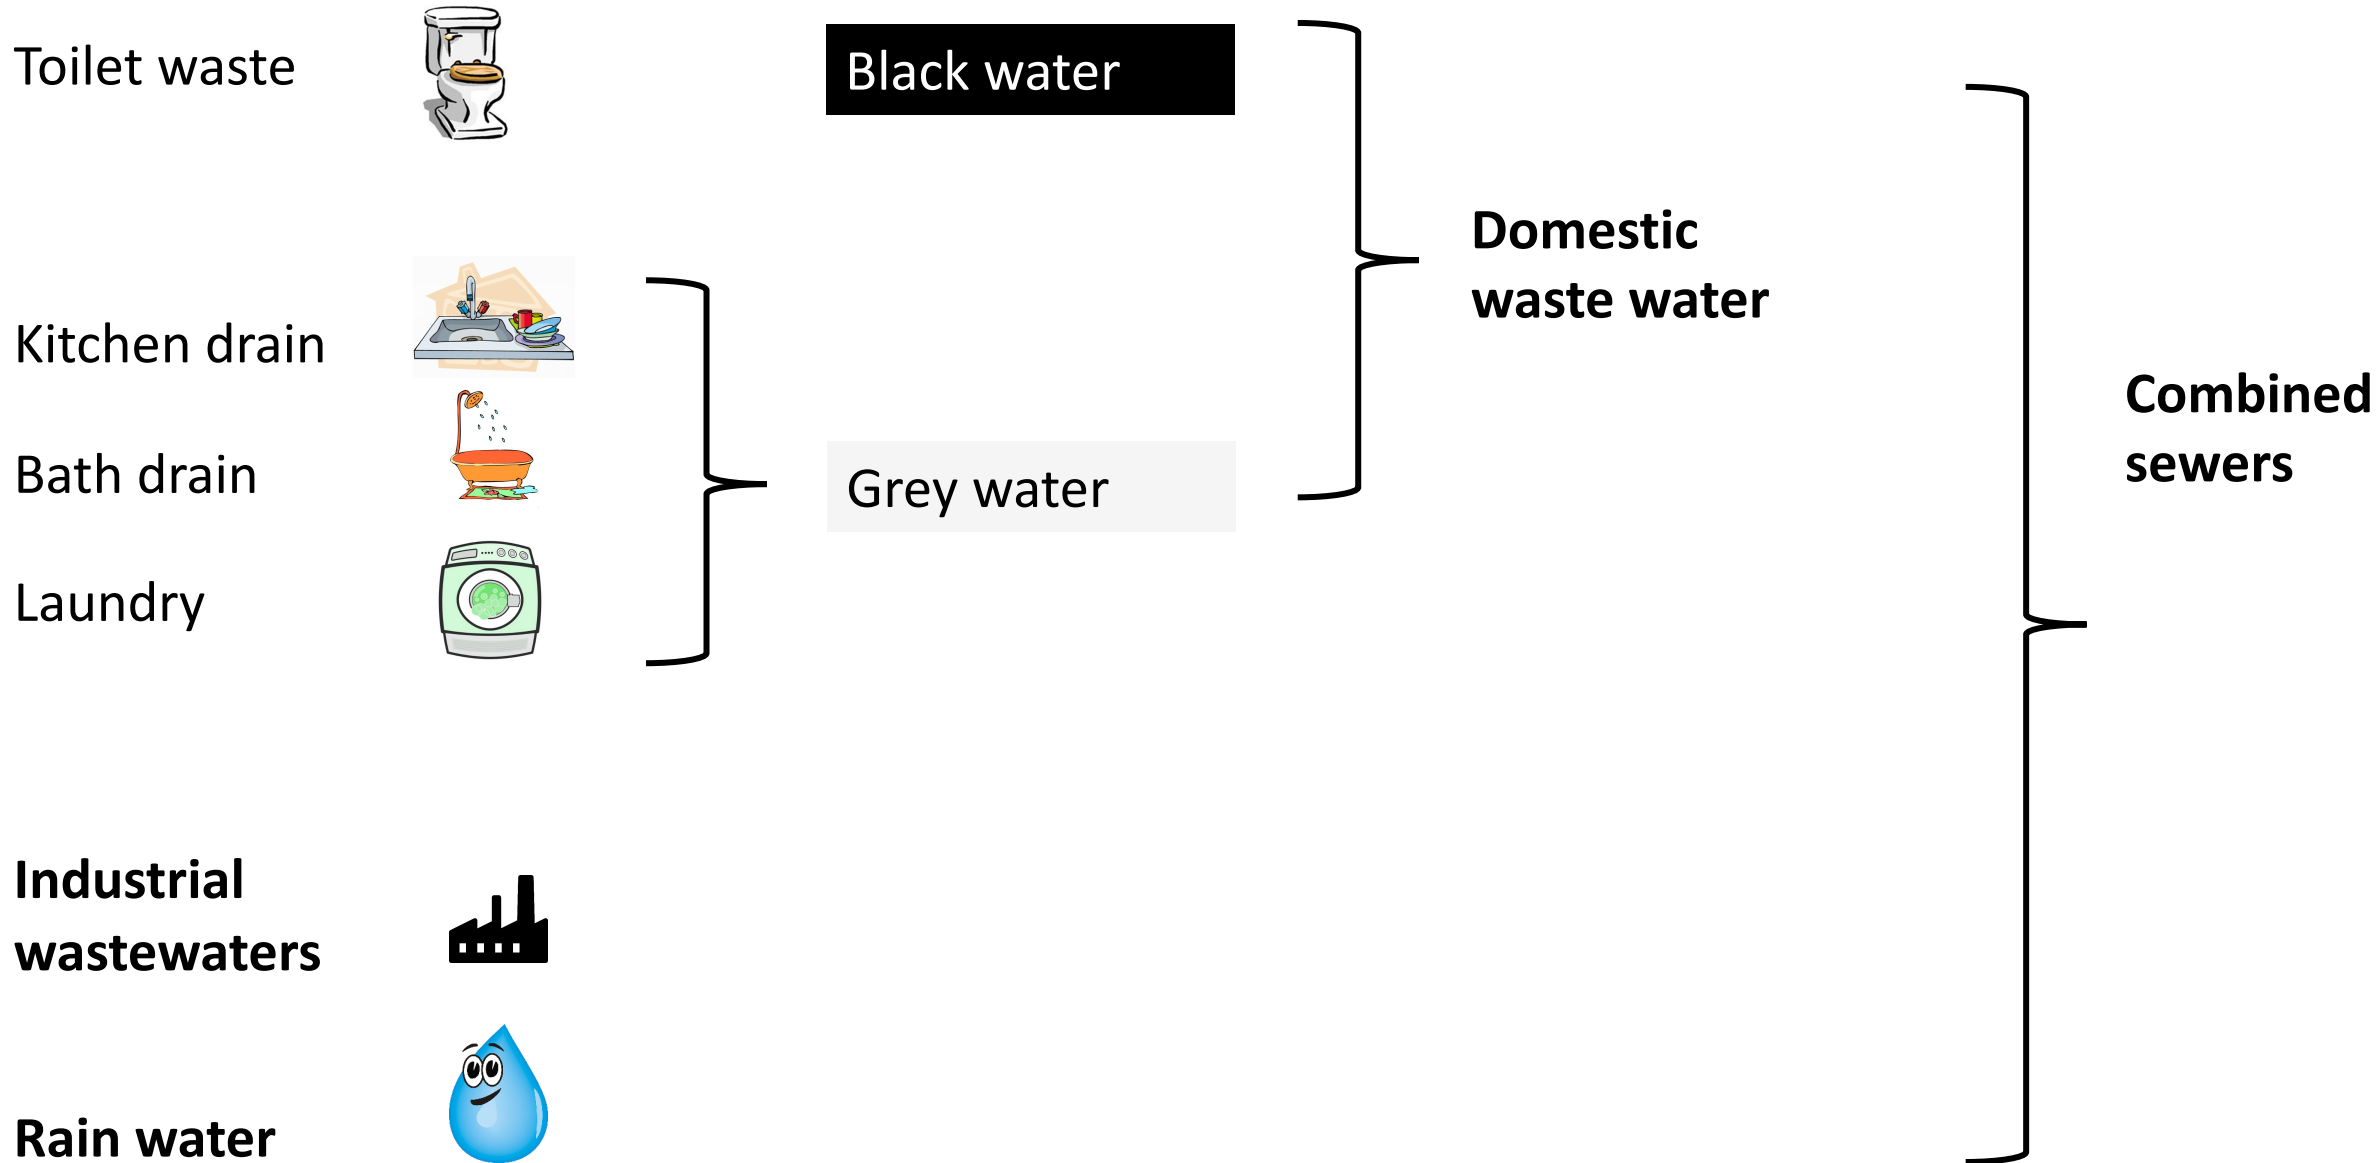 Toilet waste
Black water
Domestic
waste water
Kitchen drain
Combined
sewers
Bath drain
Grey water
Laundry
Industrial
wastewaters
Rain water